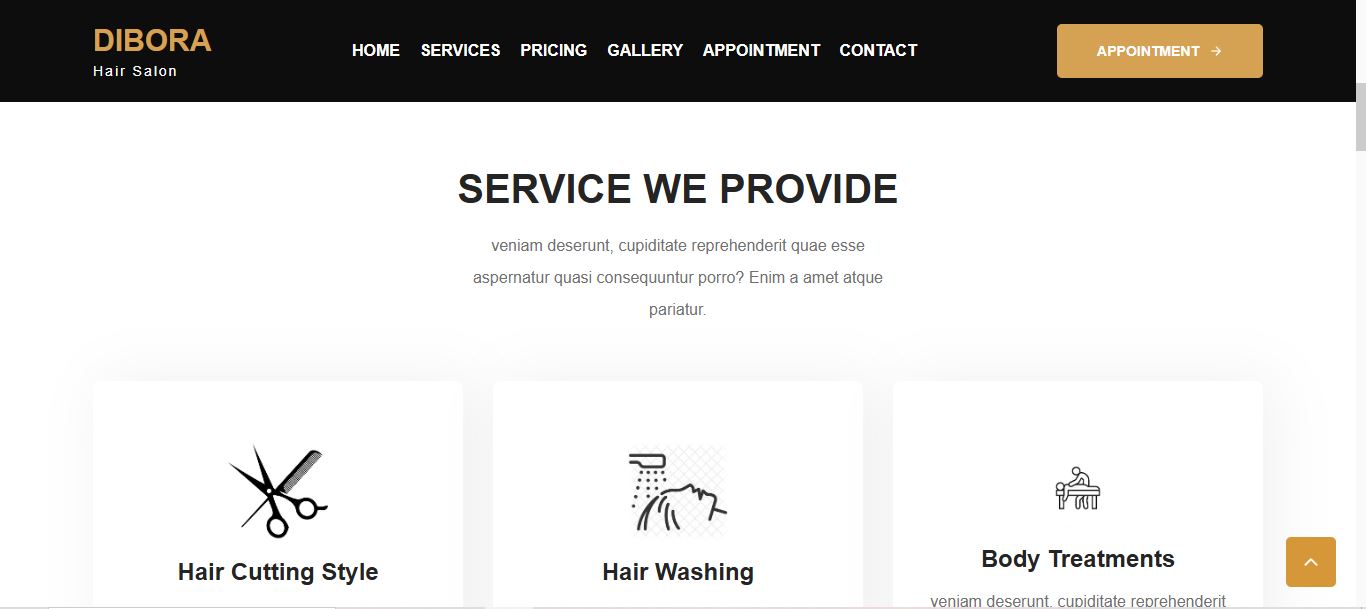 DIBORA
Hair Salon
HOME SERVICES PRICING GALLERY APPOINTMENT CONTACT
APPOINTMENT →
SERVICE WE PROVIDE
veniam deserunt, cupiditate reprehenderit quae esse
aspernatur quasi consequuntur porro? Enim a amet atque
pariatur.
Hair Cutting Style
Hair Washing
Body Treatments
veniam deserunt, cupiditate reprehenderit